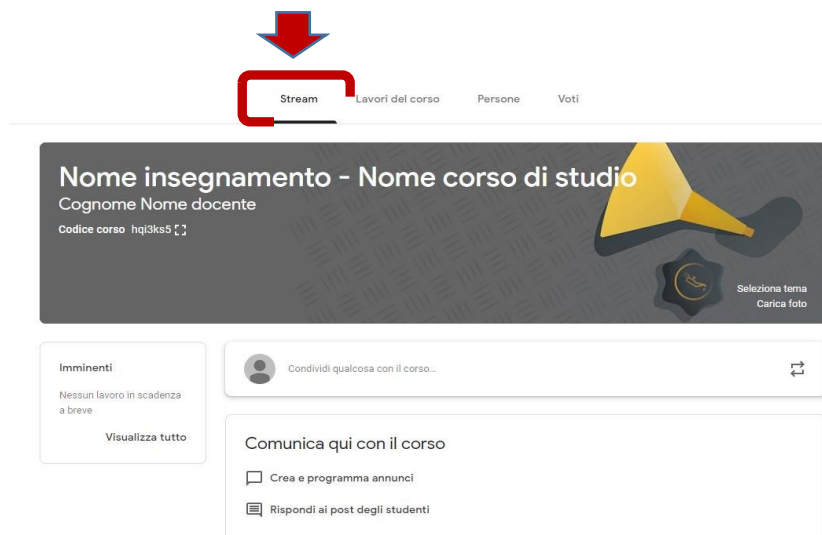 Stream Lavori del corso Persone Voti
Nome insegnamento - Nome corso di studio
Cognome Nome docente
Codice corso hqi3ks5
Seleziona tema
Carica foto
Imminenti
Nessun lavoro in scadenza
a breve
Visualizza tutto
Condividi qualcosa con il corso...
Comunica qui con il corso
Crea e programma annunci
Rispondi ai post degli studenti